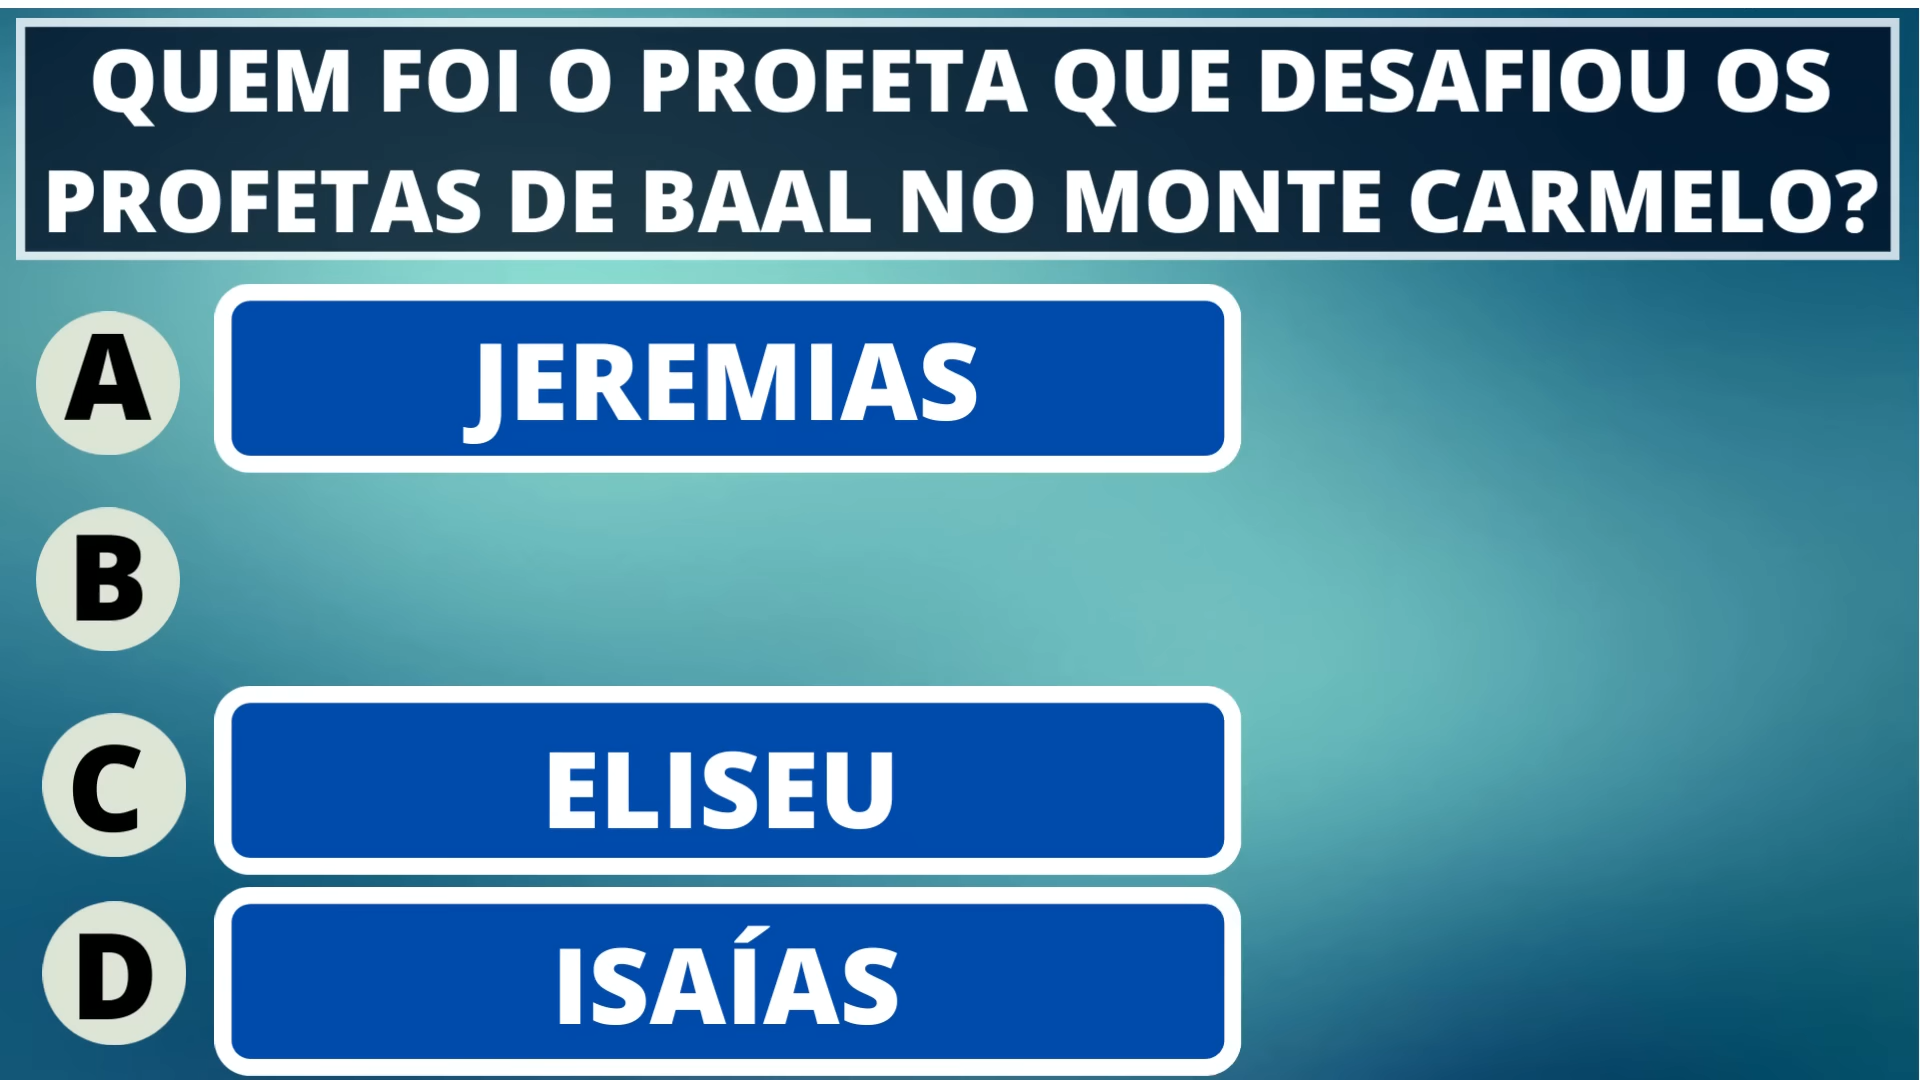 QUEM FOI O PROFETA QUE DESAFIOU OS
PROFETAS DE BAAL NO MONTE CARMELO?
A JEREMIAS
B
C ELISEU
D ISAÍAS